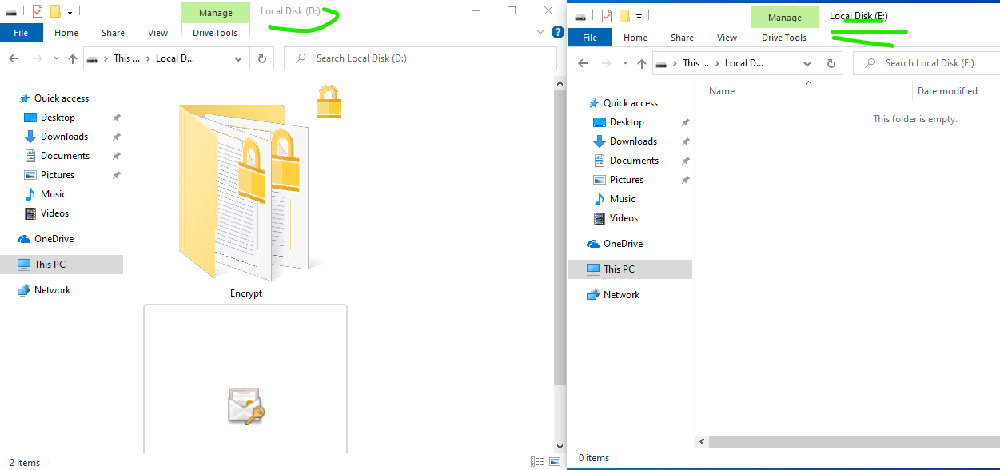 Manage
Local Disk (D:)
File
Home
Share
View
Drive Tools
This ...
Local D...
Search Local Disk (D:)
Quick access
Desktop
Downloads
Documents
Pictures
Music
Videos
OneDrive
This PC
Network
Encrypt
2 items
Manage
Local Disk (E:)
File
Home
Share
View
Drive Tools
This ...
Local D...
Search Local Disk (E:)
Name
Date modified
Quick access
Desktop
Downloads
Documents
Pictures
Music
Videos
OneDrive
This PC
Network
This folder is empty.
0 items